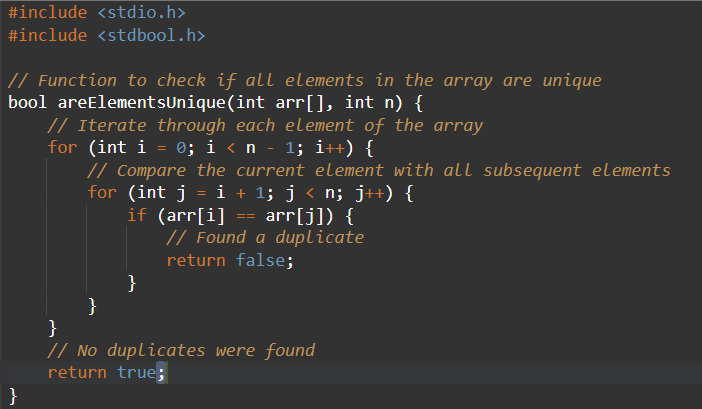 #include <stdio.h>
#include <stdbool.h>
// Function to check if all elements in the array are unique
bool areElementsUnique(int arr[], int n) {
// Iterate through each element of the array
for (int i = 0; i < n - 1; i++) {
// Compare the current element with all subsequent elements
for (int j = i + 1; j < n; j++) {
if (arr[i] == arr[j]) {
// Found a duplicate
return false;
}
}
}
// No duplicates were found
return true;
}